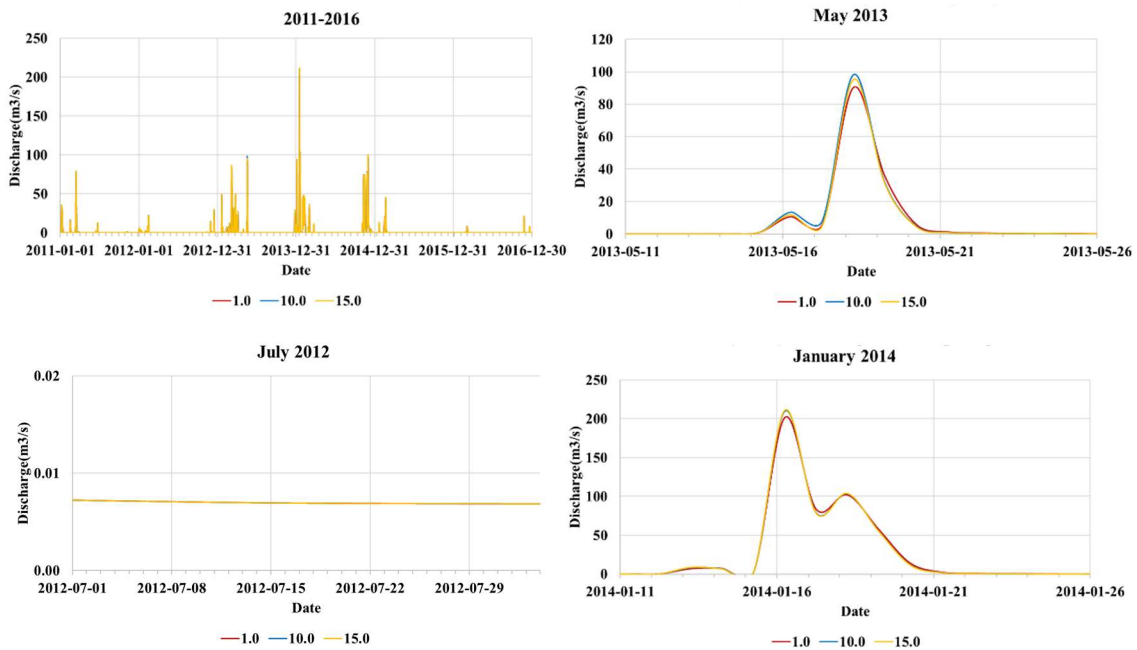 2011-2016
250
200
150
100
50
0
Discharge(m3/s)
2011-01-01 2012-01-01 2012-12-31 2013-12-31 2014-12-31 2015-12-31 2016-12-30
Date
1.0 10.0 15.0
May 2013
120
100
80
60
40
20
0
Discharge(m3/s)
2013-05-11 2013-05-16 2013-05-21 2013-05-26
Date
1.0 10.0 15.0
July 2012
0.02
0.01
0.00
Discharge(m3/s)
2012-07-01 2012-07-08 2012-07-15 2012-07-22 2012-07-29
Date
1.0 10.0 15.0
January 2014
250
200
150
100
50
0
Discharge(m3/s)
2014-01-11 2014-01-16 2014-01-21 2014-01-26
Date
1.0 10.0 15.0